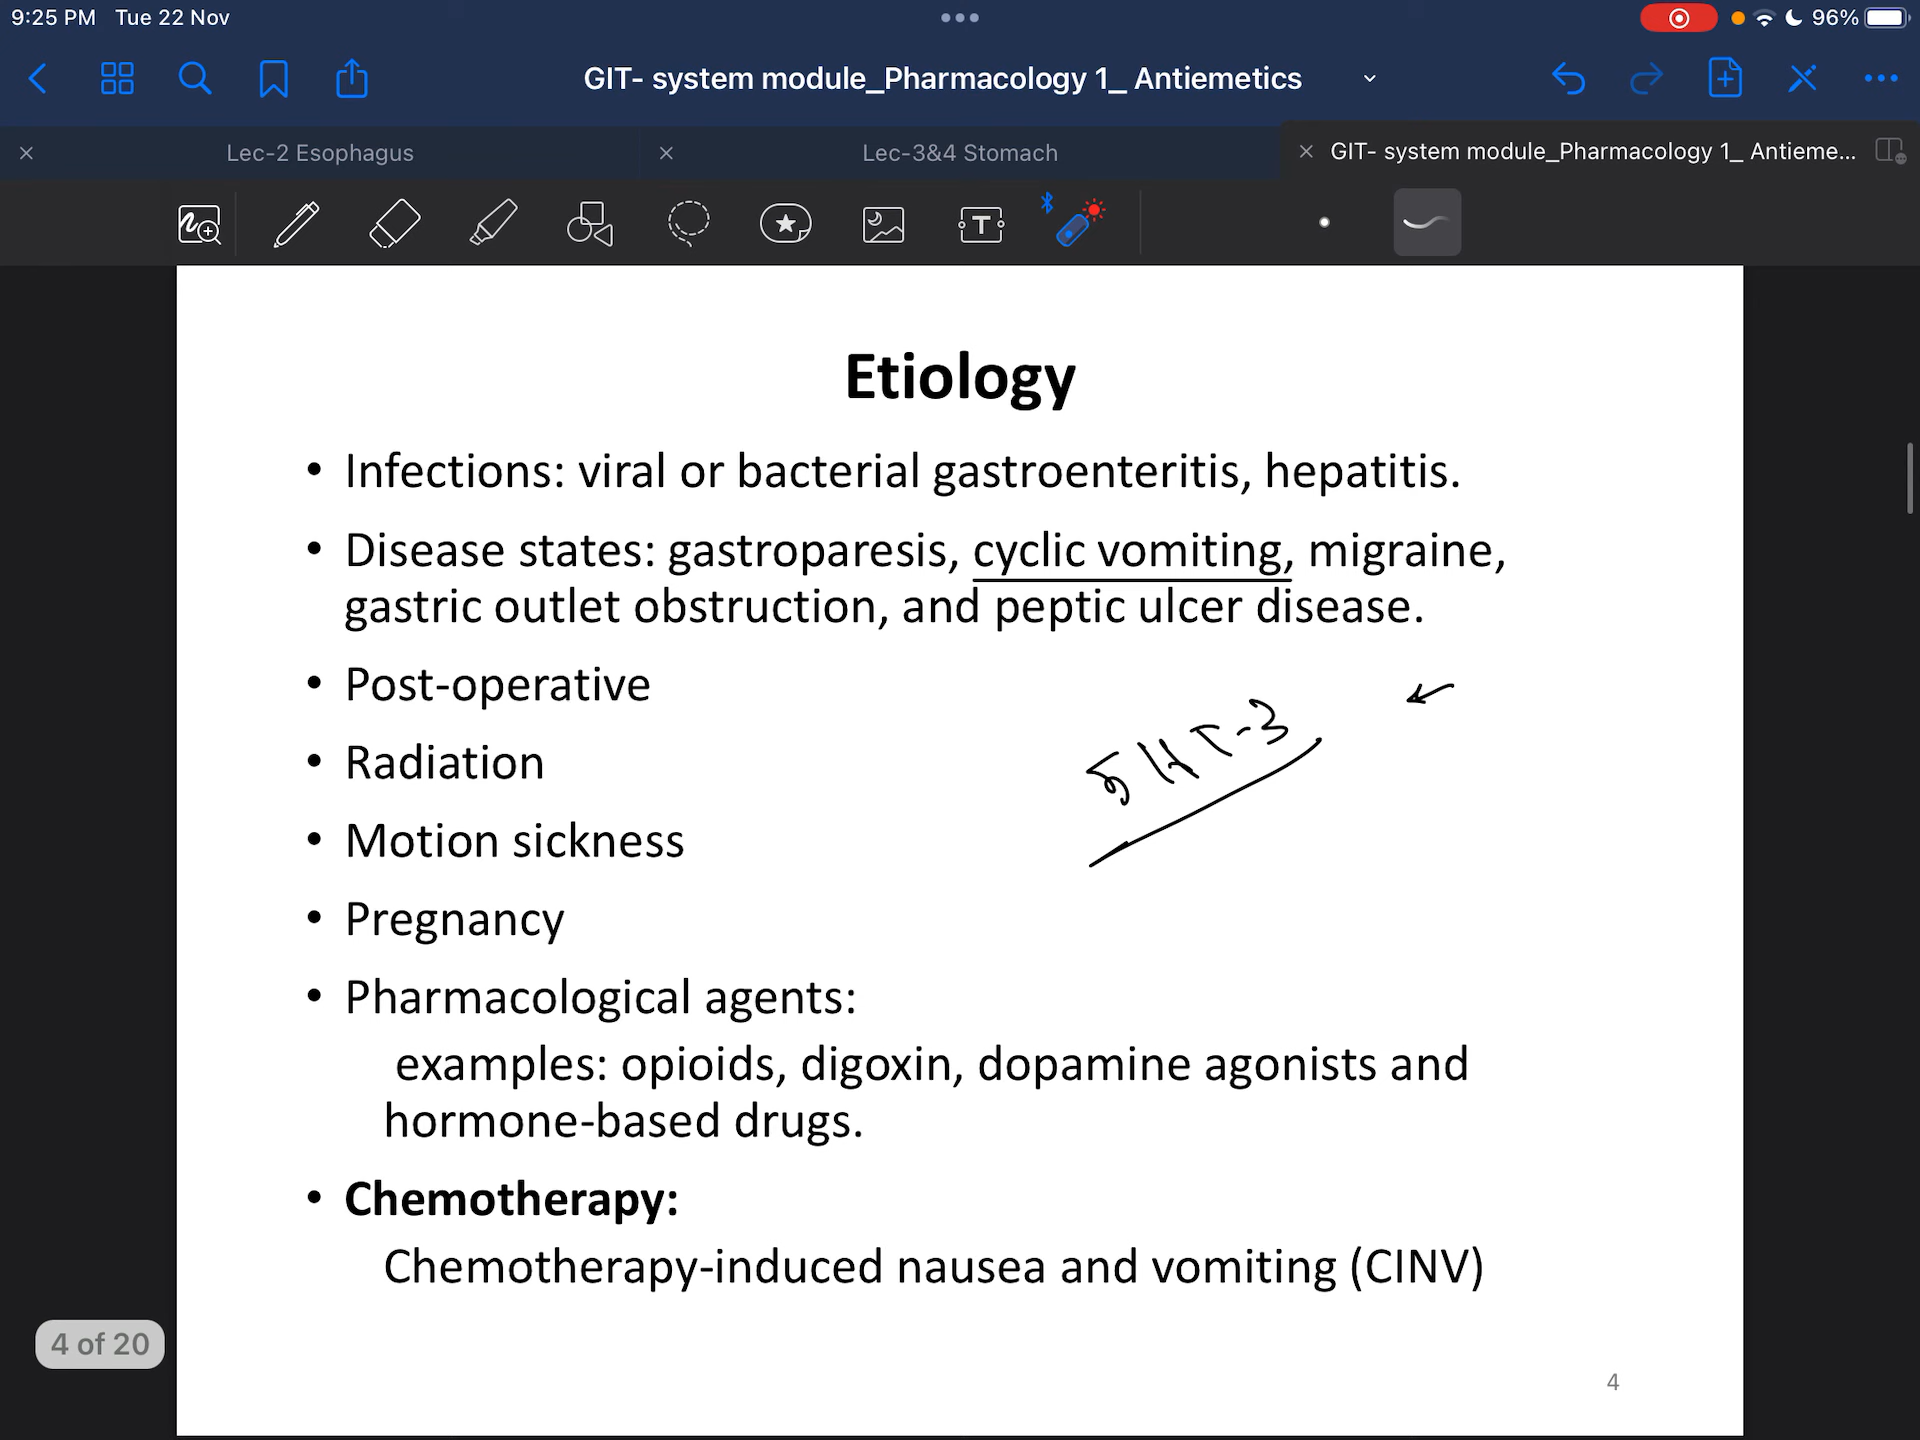 9:25 PM Tue 22 Nov
96%
GIT- system module_Pharmacology 1_ Antiemetics
Lec-2 Esophagus
Lec-3&4 Stomach
GIT- system module_Pharmacology 1_ Antieme...
T
Etiology
• Infections: viral or bacterial gastroenteritis, hepatitis.
• Disease states: gastroparesis, cyclic vomiting, migraine,
gastric outlet obstruction, and peptic ulcer disease.
• Post-operative
5HT-3
• Radiation
• Motion sickness
• Pregnancy
• Pharmacological agents:
examples: opioids, digoxin, dopamine agonists and
hormone-based drugs.
• Chemotherapy:
Chemotherapy-induced nausea and vomiting (CINV)
4 of 20
4